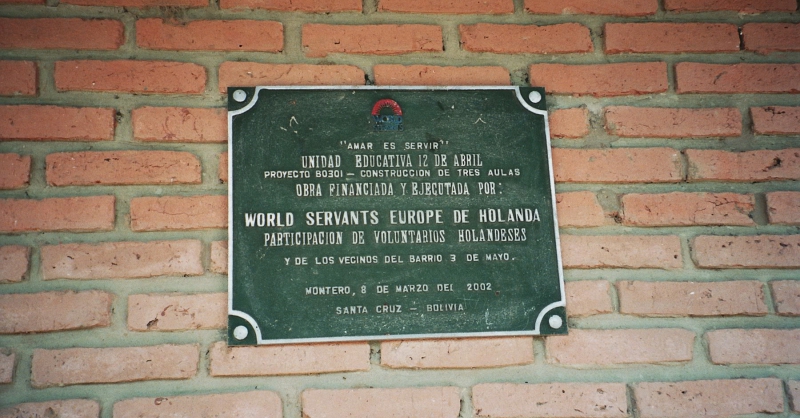 "AMAR ES SERVIR"
UNIDAD EDUCATIVA 12 DE ABRIL
PROYECTO BO301 - CONSTRUCCION DE TRES AULAS
OBRA FINANCIADA Y EJECUTADA POR:
WORLD SERVANTS EUROPE DE HOLANDA
PARTICIPACION DE VOLUNTARIOS HOLANDESES
Y DE LOS VECINOS DEL BARRIO 3 DE MAYO.
MONTERO, 8 DE MARZO DEL 2002
SANTA CRUZ - BOLIVIA